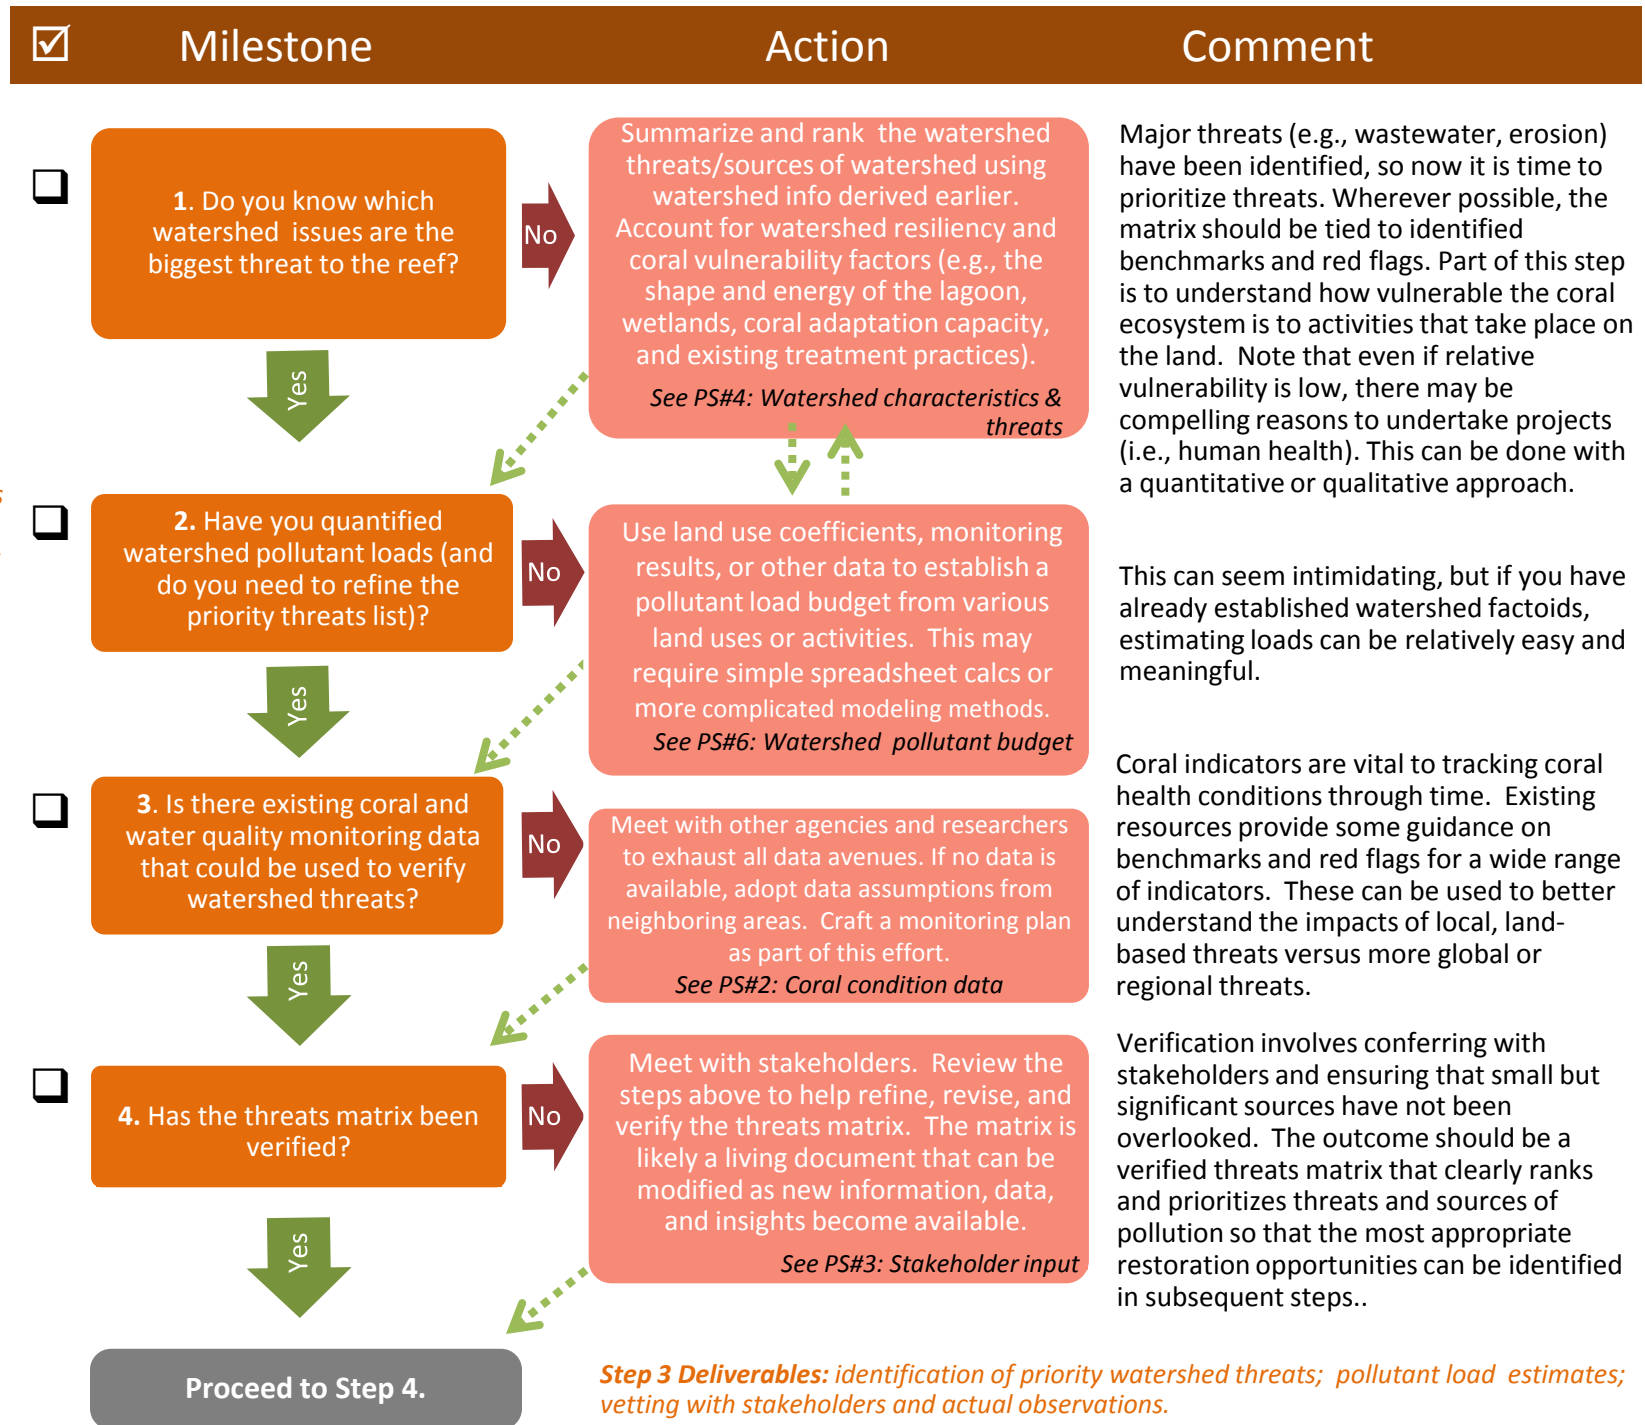 Milestone
Action
Comment
1. Do you know which
watershed issues are the
biggest threat to the reef?
No
Summarize and rank the watershed
threats/sources of watershed using
watershed info derived earlier.
Account for watershed resiliency and
coral vulnerability factors (e.g., the
shape and energy of the lagoon,
wetlands, coral adaptation capacity,
and existing treatment practices).
See PS#4: Watershed characteristics &
threats
Major threats (e.g., wastewater, erosion)
have been identified, so now it is time to
prioritize threats. Wherever possible, the
matrix should be tied to identified
benchmarks and red flags. Part of this step
is to understand how vulnerable the coral
ecosystem is to activities that take place on
the land. Note that even if relative
vulnerability is low, there may be
compelling reasons to undertake projects
(i.e., human health). This can be done with
a quantitative or qualitative approach.
Yes
2. Have you quantified
watershed pollutant loads (and
do you need to refine the
priority threats list)?
No
Use land use coefficients, monitoring
results, or other data to establish a
pollutant load budget from various
land uses or activities. This may
require simple spreadsheet calcs or
more complicated modeling methods.
See PS#6: Watershed pollutant budget
This can seem intimidating, but if you have
already established watershed factoids,
estimating loads can be relatively easy and
meaningful.
Yes
3. Is there existing coral and
water quality monitoring data
that could be used to verify
watershed threats?
No
Meet with other agencies and researchers
to exhaust all data avenues. If no data is
available, adopt data assumptions from
neighboring areas. Craft a monitoring plan
as part of this effort.
See PS#2: Coral condition data
Coral indicators are vital to tracking coral
health conditions through time. Existing
resources provide some guidance on
benchmarks and red flags for a wide range
of indicators. These can be used to better
understand the impacts of local, land-
based threats versus more global or
regional threats.
Yes
4. Has the threats matrix been
verified?
No
Meet with stakeholders. Review the
steps above to help refine, revise, and
verify the threats matrix. The matrix is
likely a living document that can be
modified as new information, data,
and insights become available.
See PS#3: Stakeholder input
Verification involves conferring with
stakeholders and ensuring that small but
significant sources have not been
overlooked. The outcome should be a
verified threats matrix that clearly ranks
and prioritizes threats and sources of
pollution so that the most appropriate
restoration opportunities can be identified
in subsequent steps..
Yes
Proceed to Step 4.
Step 3 Deliverables: identification of priority watershed threats; pollutant load estimates;
vetting with stakeholders and actual observations.